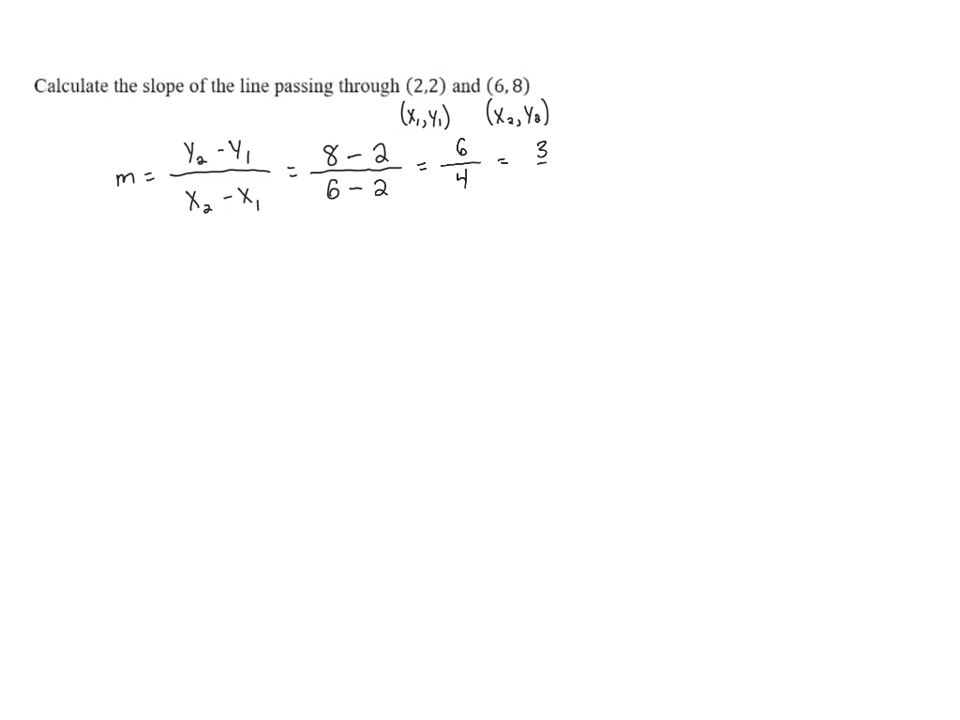 Calculate the slope of the line passing through (2,2) and (6, 8)
(x₁,y₁) (x₂,y₂)
m = y₂ - y₁ / x₂ - x₁ = 8 - 2 / 6 - 2 = 6 / 4 = 3